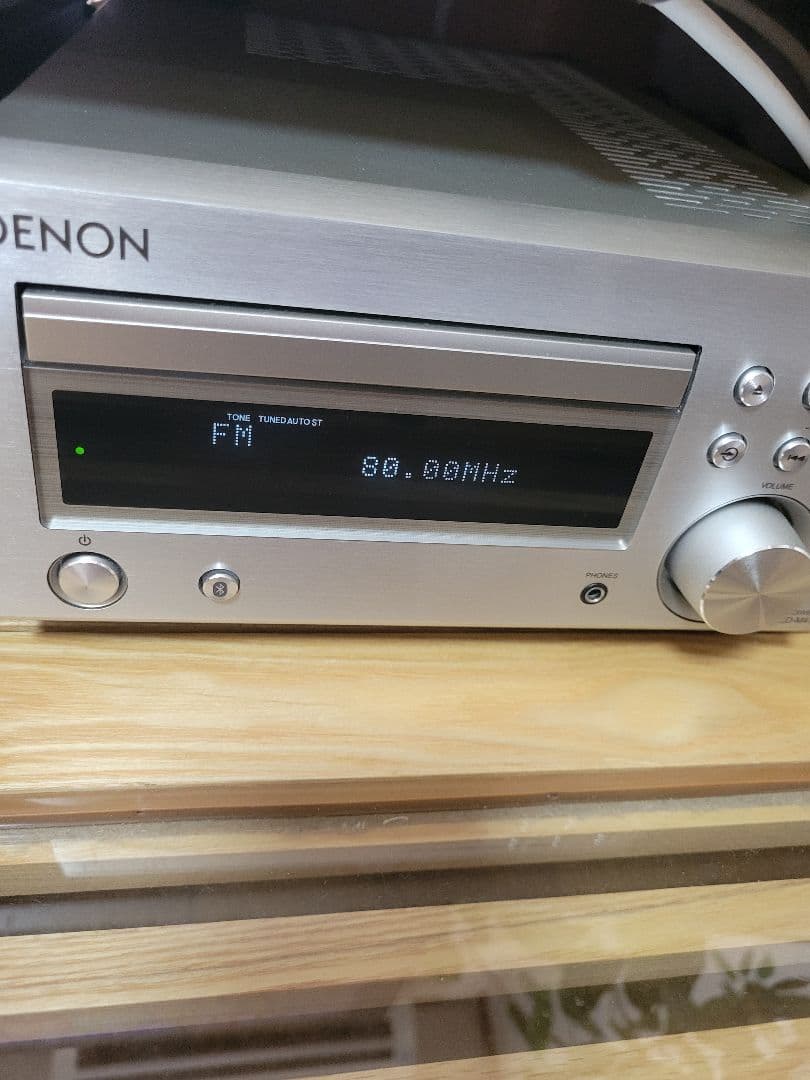 DENON
TONE TUNED AUTO ST
FM
80.00MHz
VOLUME
PHONES